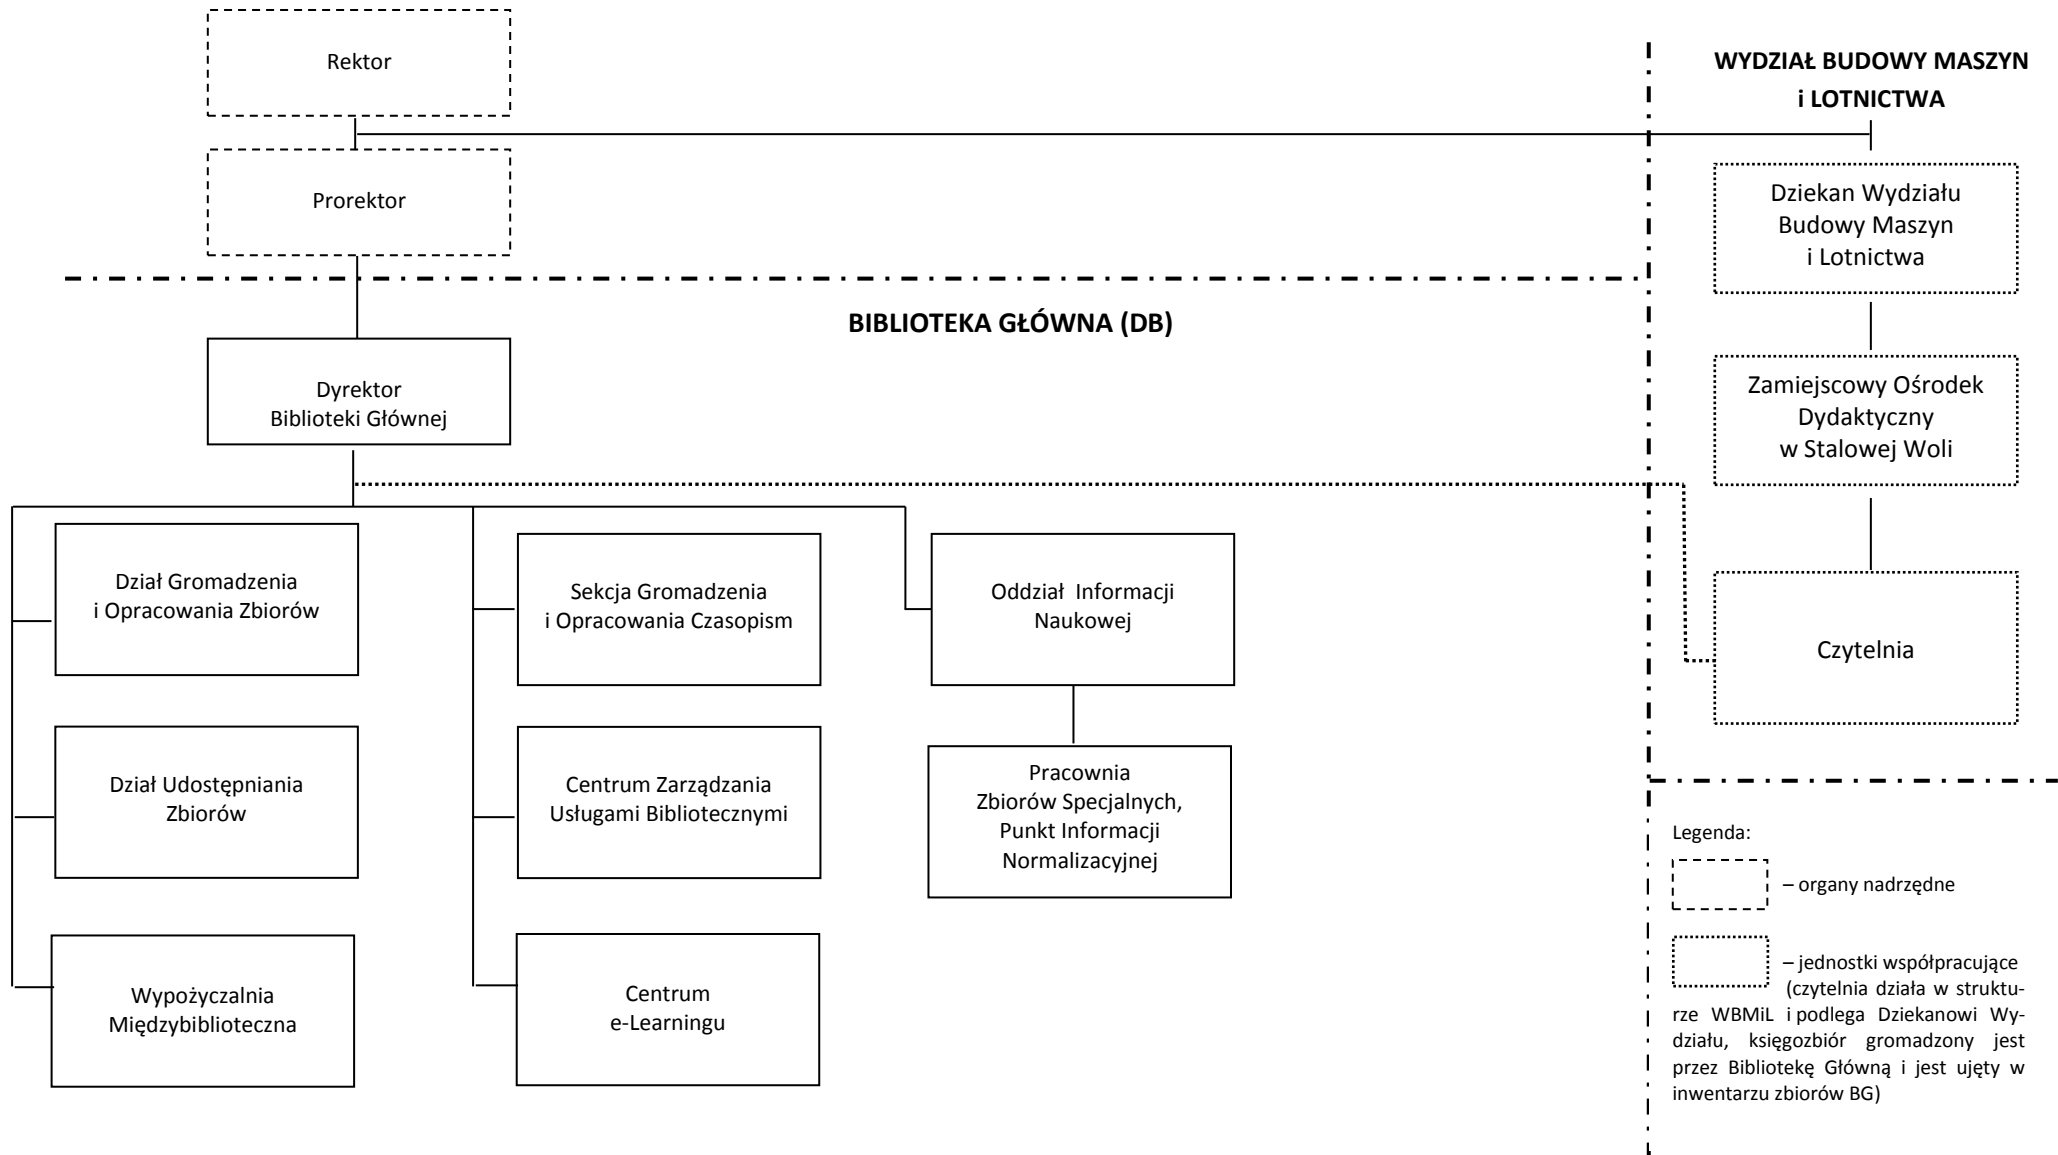 Rektor
Prorektor
WYDZIAŁ BUDOWY MASZYN
i LOTNICTWA
Dziekan Wydziału
Budowy Maszyn
i Lotnictwa
Zamiejscowy Ośrodek
Dydaktyczny
w Stalowej Woli
Czytelnia
BIBLIOTEKA GŁÓWNA (DB)
Dyrektor
Biblioteki Głównej
Dział Gromadzenia
i Opracowania Zbiorów
Dział Udostępniania
Zbiorów
Wypożyczalnia
Międzybiblioteczna
Sekcja Gromadzenia
i Opracowania Czasopism
Centrum Zarządzania
Usługami Bibliotecznymi
Centrum
e-Learningu
Oddział Informacji
Naukowej
Pracownia
Zbiorów Specjalnych,
Punkt Informacji
Normalizacyjnej
Legenda:
– organy nadrzędne
– jednostki współpracujące
(czytelnia działa w struktu-
rze WBMiL i podlega Dziekanowi Wy-
działu, księgozbiór gromadzony jest
przez Bibliotekę Główną i jest ujęty w
inwentarzu zbiorów BG)